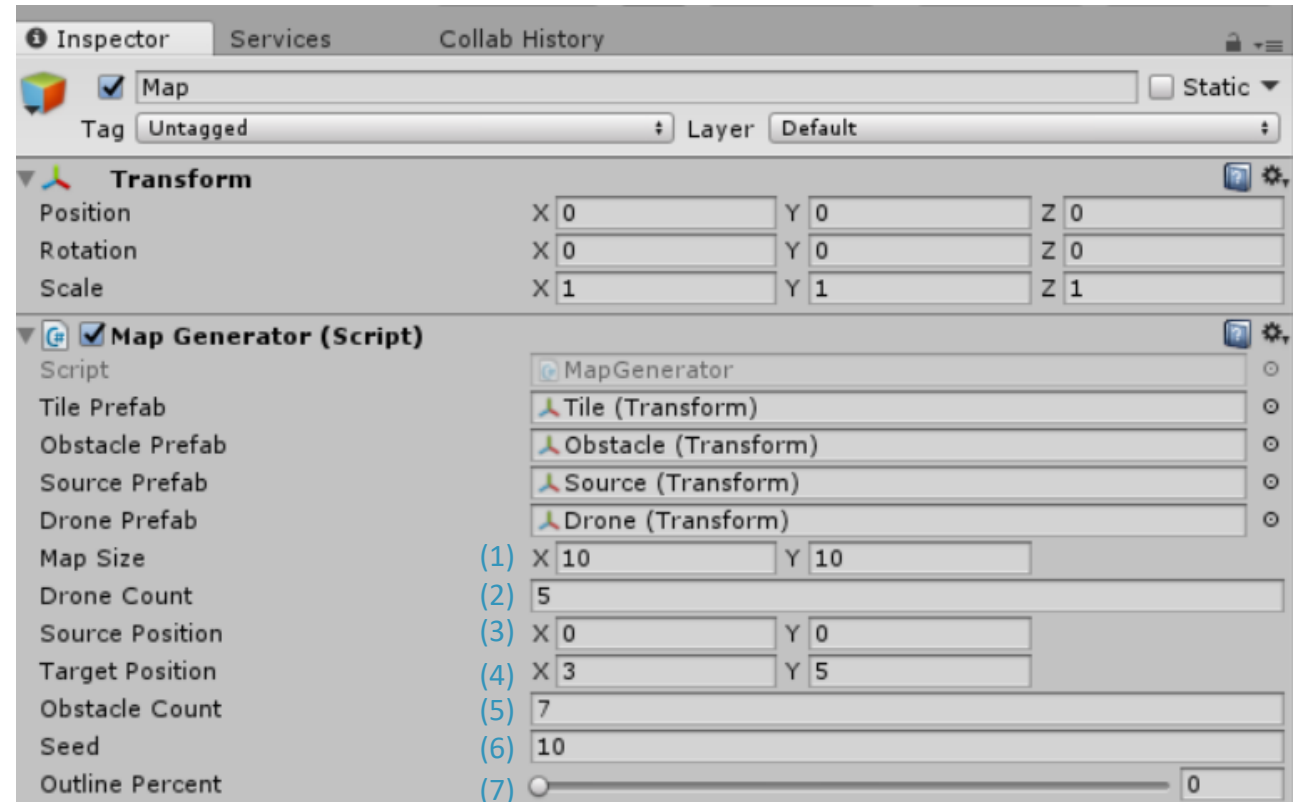 Inspector Services Collab History
Map Static
Tag Untagged Layer Default
Transform
Position X 0 Y 0 Z 0
Rotation X 0 Y 0 Z 0
Scale X 1 Y 1 Z 1
Map Generator (Script)
Script MapGenerator
Tile Prefab Tile (Transform)
Obstacle Prefab Obstacle (Transform)
Source Prefab Source (Transform)
Drone Prefab Drone (Transform)
Map Size (1) X 10 Y 10
Drone Count (2) 5
Source Position (3) X 0 Y 0
Target Position (4) X 3 Y 5
Obstacle Count (5) 7
Seed (6) 10
Outline Percent (7) 0